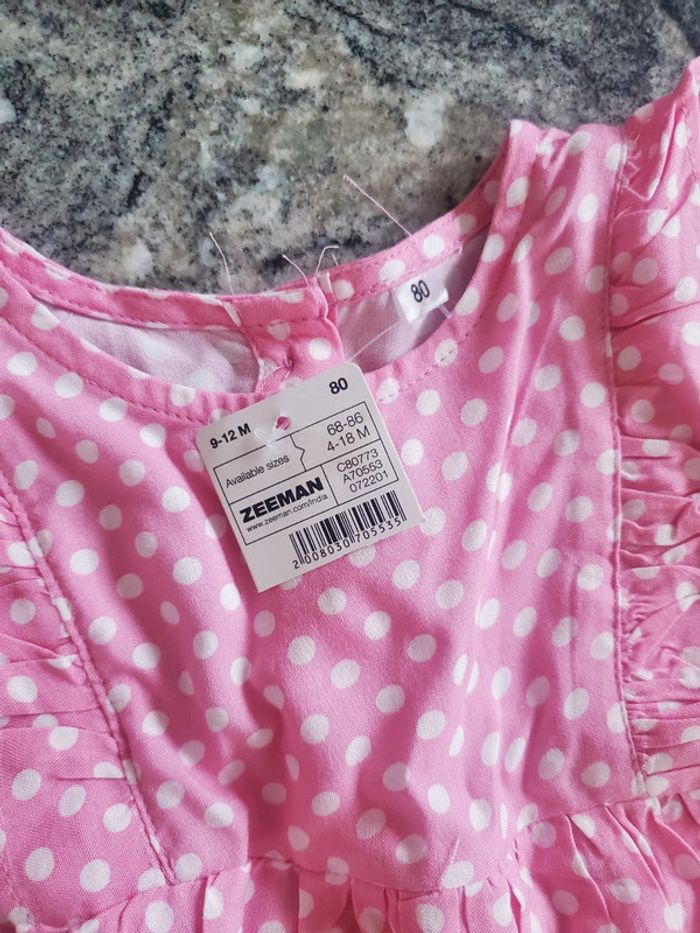 80
9-12 M
80
Available sizes
68-86
4-18 M
ZEEMAN
www.zeeman.com/india
C80773
A70553
072201
2 008030 705535